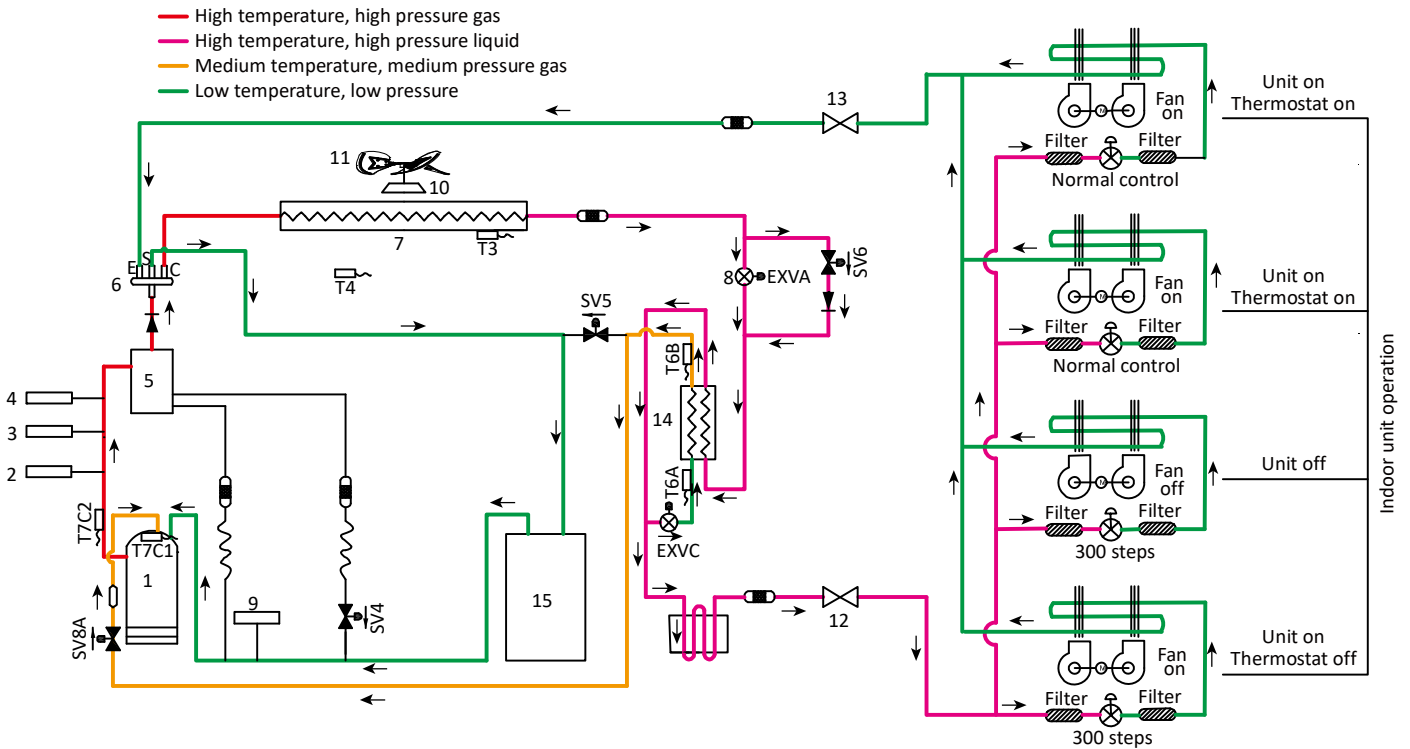 High temperature, high pressure gas
High temperature, high pressure liquid
Medium temperature, medium pressure gas
Low temperature, low pressure
13
11
10
7
T3
T4
E
S
C
6
8
EXVA
SV6
SV5
T6B
14
T6A
EXVC
5
4
3
2
T7C2
T7C1
1
SV8A
9
SV4
15
12
M
Fan
on
Filter
Filter
Normal control
Unit on
Thermostat on
M
Fan
on
Filter
Filter
Normal control
Unit on
Thermostat on
M
Fan
off
Filter
Filter
300 steps
Unit off
M
Fan
on
Filter
Filter
300 steps
Unit on
Thermostat off
Indoor unit operation